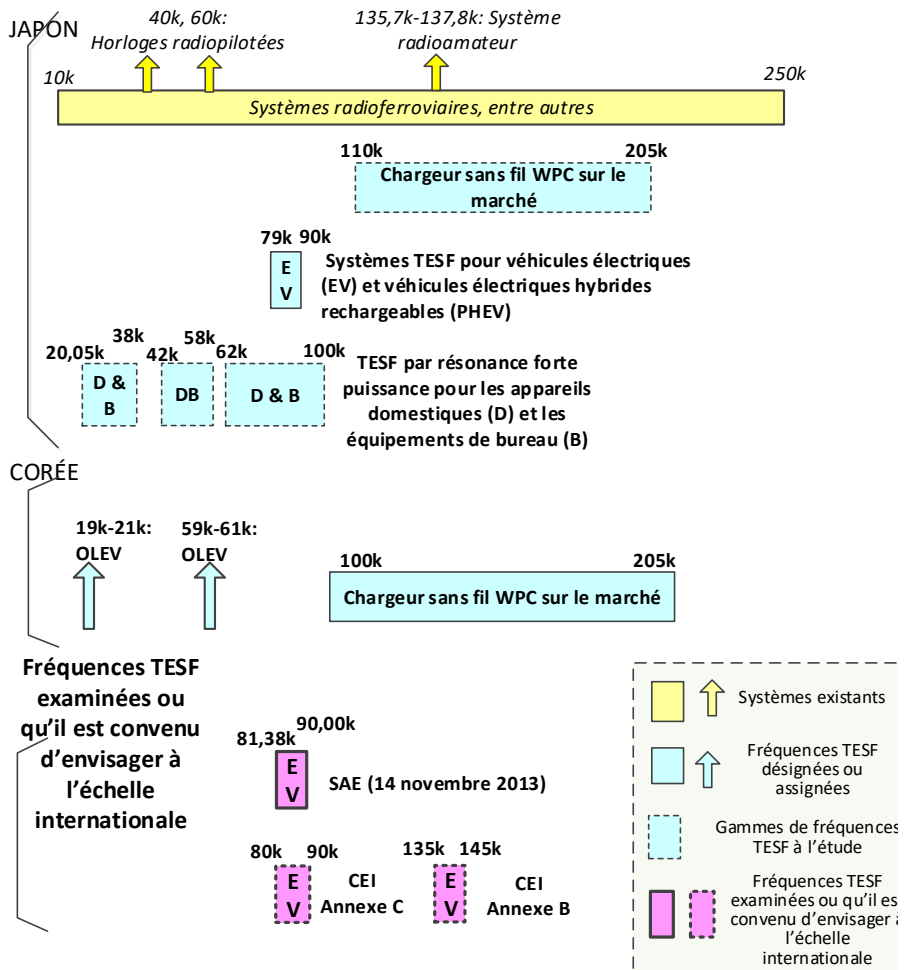 JAPON
40k, 60k:
Horloges radiopilotées
135,7k-137,8k: Système
radioamateur
10k
250k
Systèmes radioferroviaires, entre autres
110k
205k
Chargeur sans fil WPC sur le
marché
79k
90k
E
V
Systèmes TESF pour véhicules électriques
(EV) et véhicules électriques hybrides
rechargeables (PHEV)
20,05k
38k
42k
58k
62k
100k
D &
B
DB
D & B
TESF par résonance forte
puissance pour les appareils
domestiques (D) et les
équipements de bureau (B)
CORÉE
19k-21k:
OLEV
59k-61k:
OLEV
100k
205k
Chargeur sans fil WPC sur le marché
Fréquences TESF
examinées ou
qu’il est convenu
d’envisager à
l’échelle
internationale
81,38k
90,00k
E
V
SAE (14 novembre 2013)
80k
90k
E
V
CEI
Annexe C
135k
145k
E
V
CEI
Annexe B
Systèmes existants
Fréquences TESF
désignées ou
assignées
Gammes de fréquences
TESF à l’étude
Fréquences TESF
examinées ou qu’il es
convenu d’envisager à
l’échelle
internationale